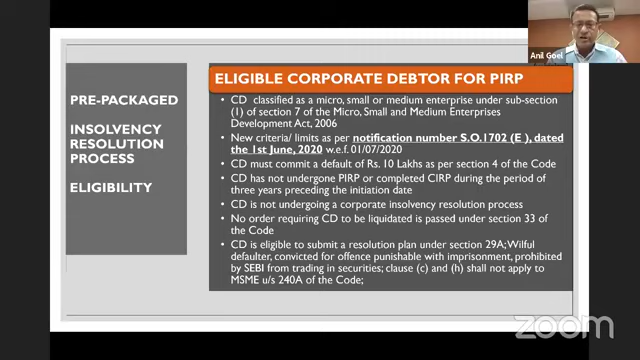 Anil Goel
ELIGIBLE CORPORATE DEBTOR FOR PIRP
PRE-PACKAGED
INSOLVENCY
RESOLUTION
PROCESS
ELIGIBILITY
• CD classified as a micro, small or medium enterprise under sub-section
(1) of section 7 of the Micro, Small and Medium Enterprises
Development Act, 2006
• New criteria/ limits as per notification number S.O.1702 (E ), dated
the 1st June, 2020 w.e.f. 01/07/2020
• CD must commit a default of Rs. 10 Lakhs as per section 4 of the Code
• CD has not undergone PIRP or completed CIRP during the period of
three years preceding the initiation date
• CD is not undergoing a corporate insolvency resolution process
• No order requiring CD to be liquidated is passed under section 33 of
the Code
• CD is eligible to submit a resolution plan under section 29A; Wilful
defaulter, convicted for offence punishable with imprisonment, prohibited
by SEBI from trading in securities; clause (c) and (h) shall not apply to
MSME u/s 240A of the Code;
zoom